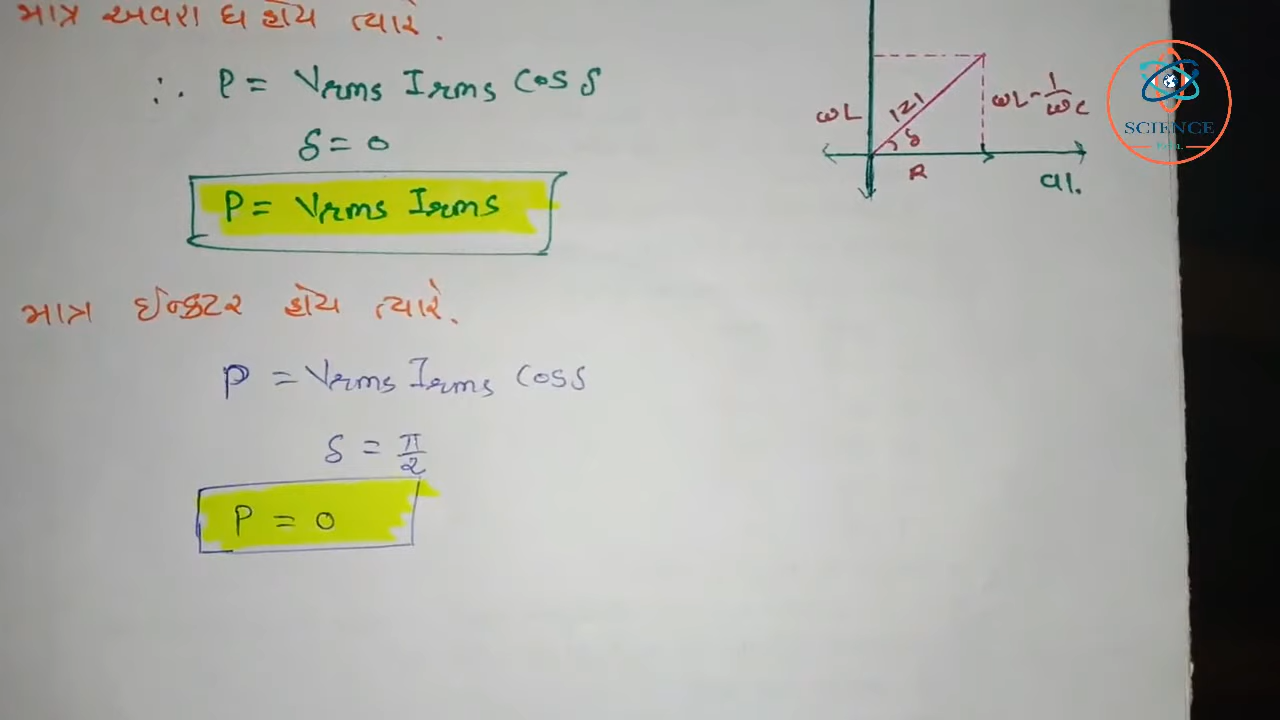 માત્ર અવરોધ હોય ત્યારે.
∴ P = Vrms Irms Cos δ
δ = 0
P = Vrms Irms
માત્ર ઈન્ડક્ટર હોય ત્યારે.
P = Vrms Irms Cos δ
δ = π/2
P = 0
ωL
|Z|
δ
ωL - 1/ωC
R
SCIENCE